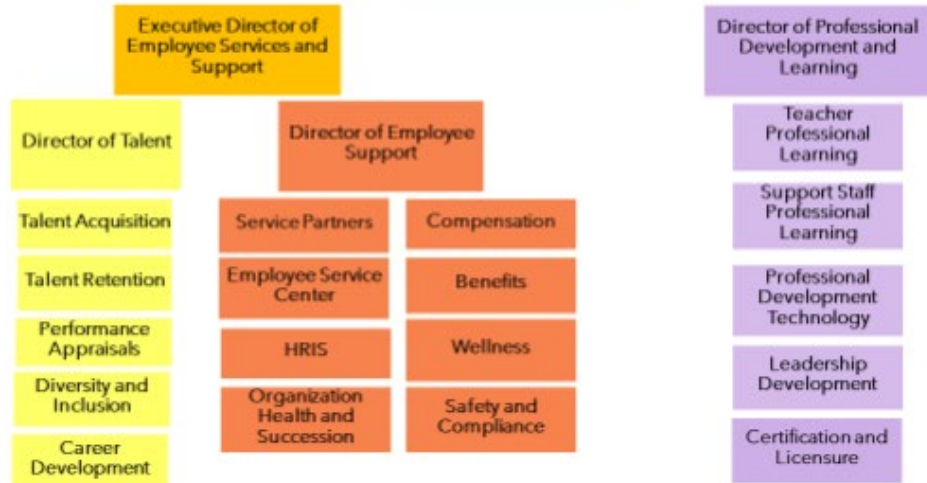 Executive Director of
Employee Services and
Support
Director of Professional
Development and
Learning
Director of Talent
Director of Employee
Support
Teacher
Professional
Learning
Talent Acquisition
Service Partners
Compensation
Support Staff
Professional
Learning
Talent Retention
Employee Service
Center
Benefits
Professional
Development
Technology
Performance
Appraisals
HRIS
Wellness
Leadership
Development
Diversity and
Inclusion
Organization
Health and
Succession
Safety and
Compliance
Certification and
Licensure
Career
Development